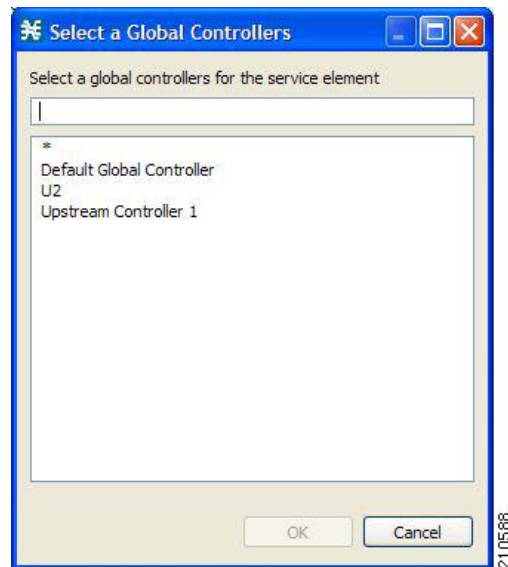 Select a Global Controllers
Select a global controllers for the service element
*
Default Global Controller
U2
Upstream Controller 1
OK
Cancel
210588